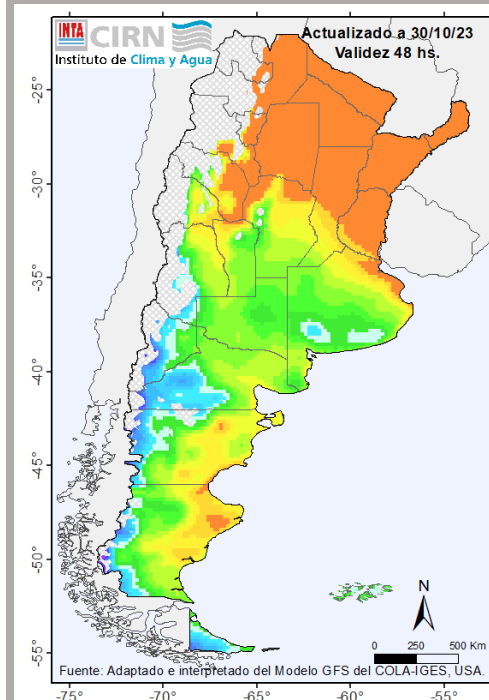 INTA CIRN
Instituto de Clima y Agua
Actualizado a 30/10/23
Validez 48 hs.
-25°
-30°
-35°
-40°
-45°
-50°
-55°
N
0 250 500 Km
Fuente: Adaptado e interpretado del Modelo GFS del COLA-IGES, USA.
-75° -70° -65° -60° -55°